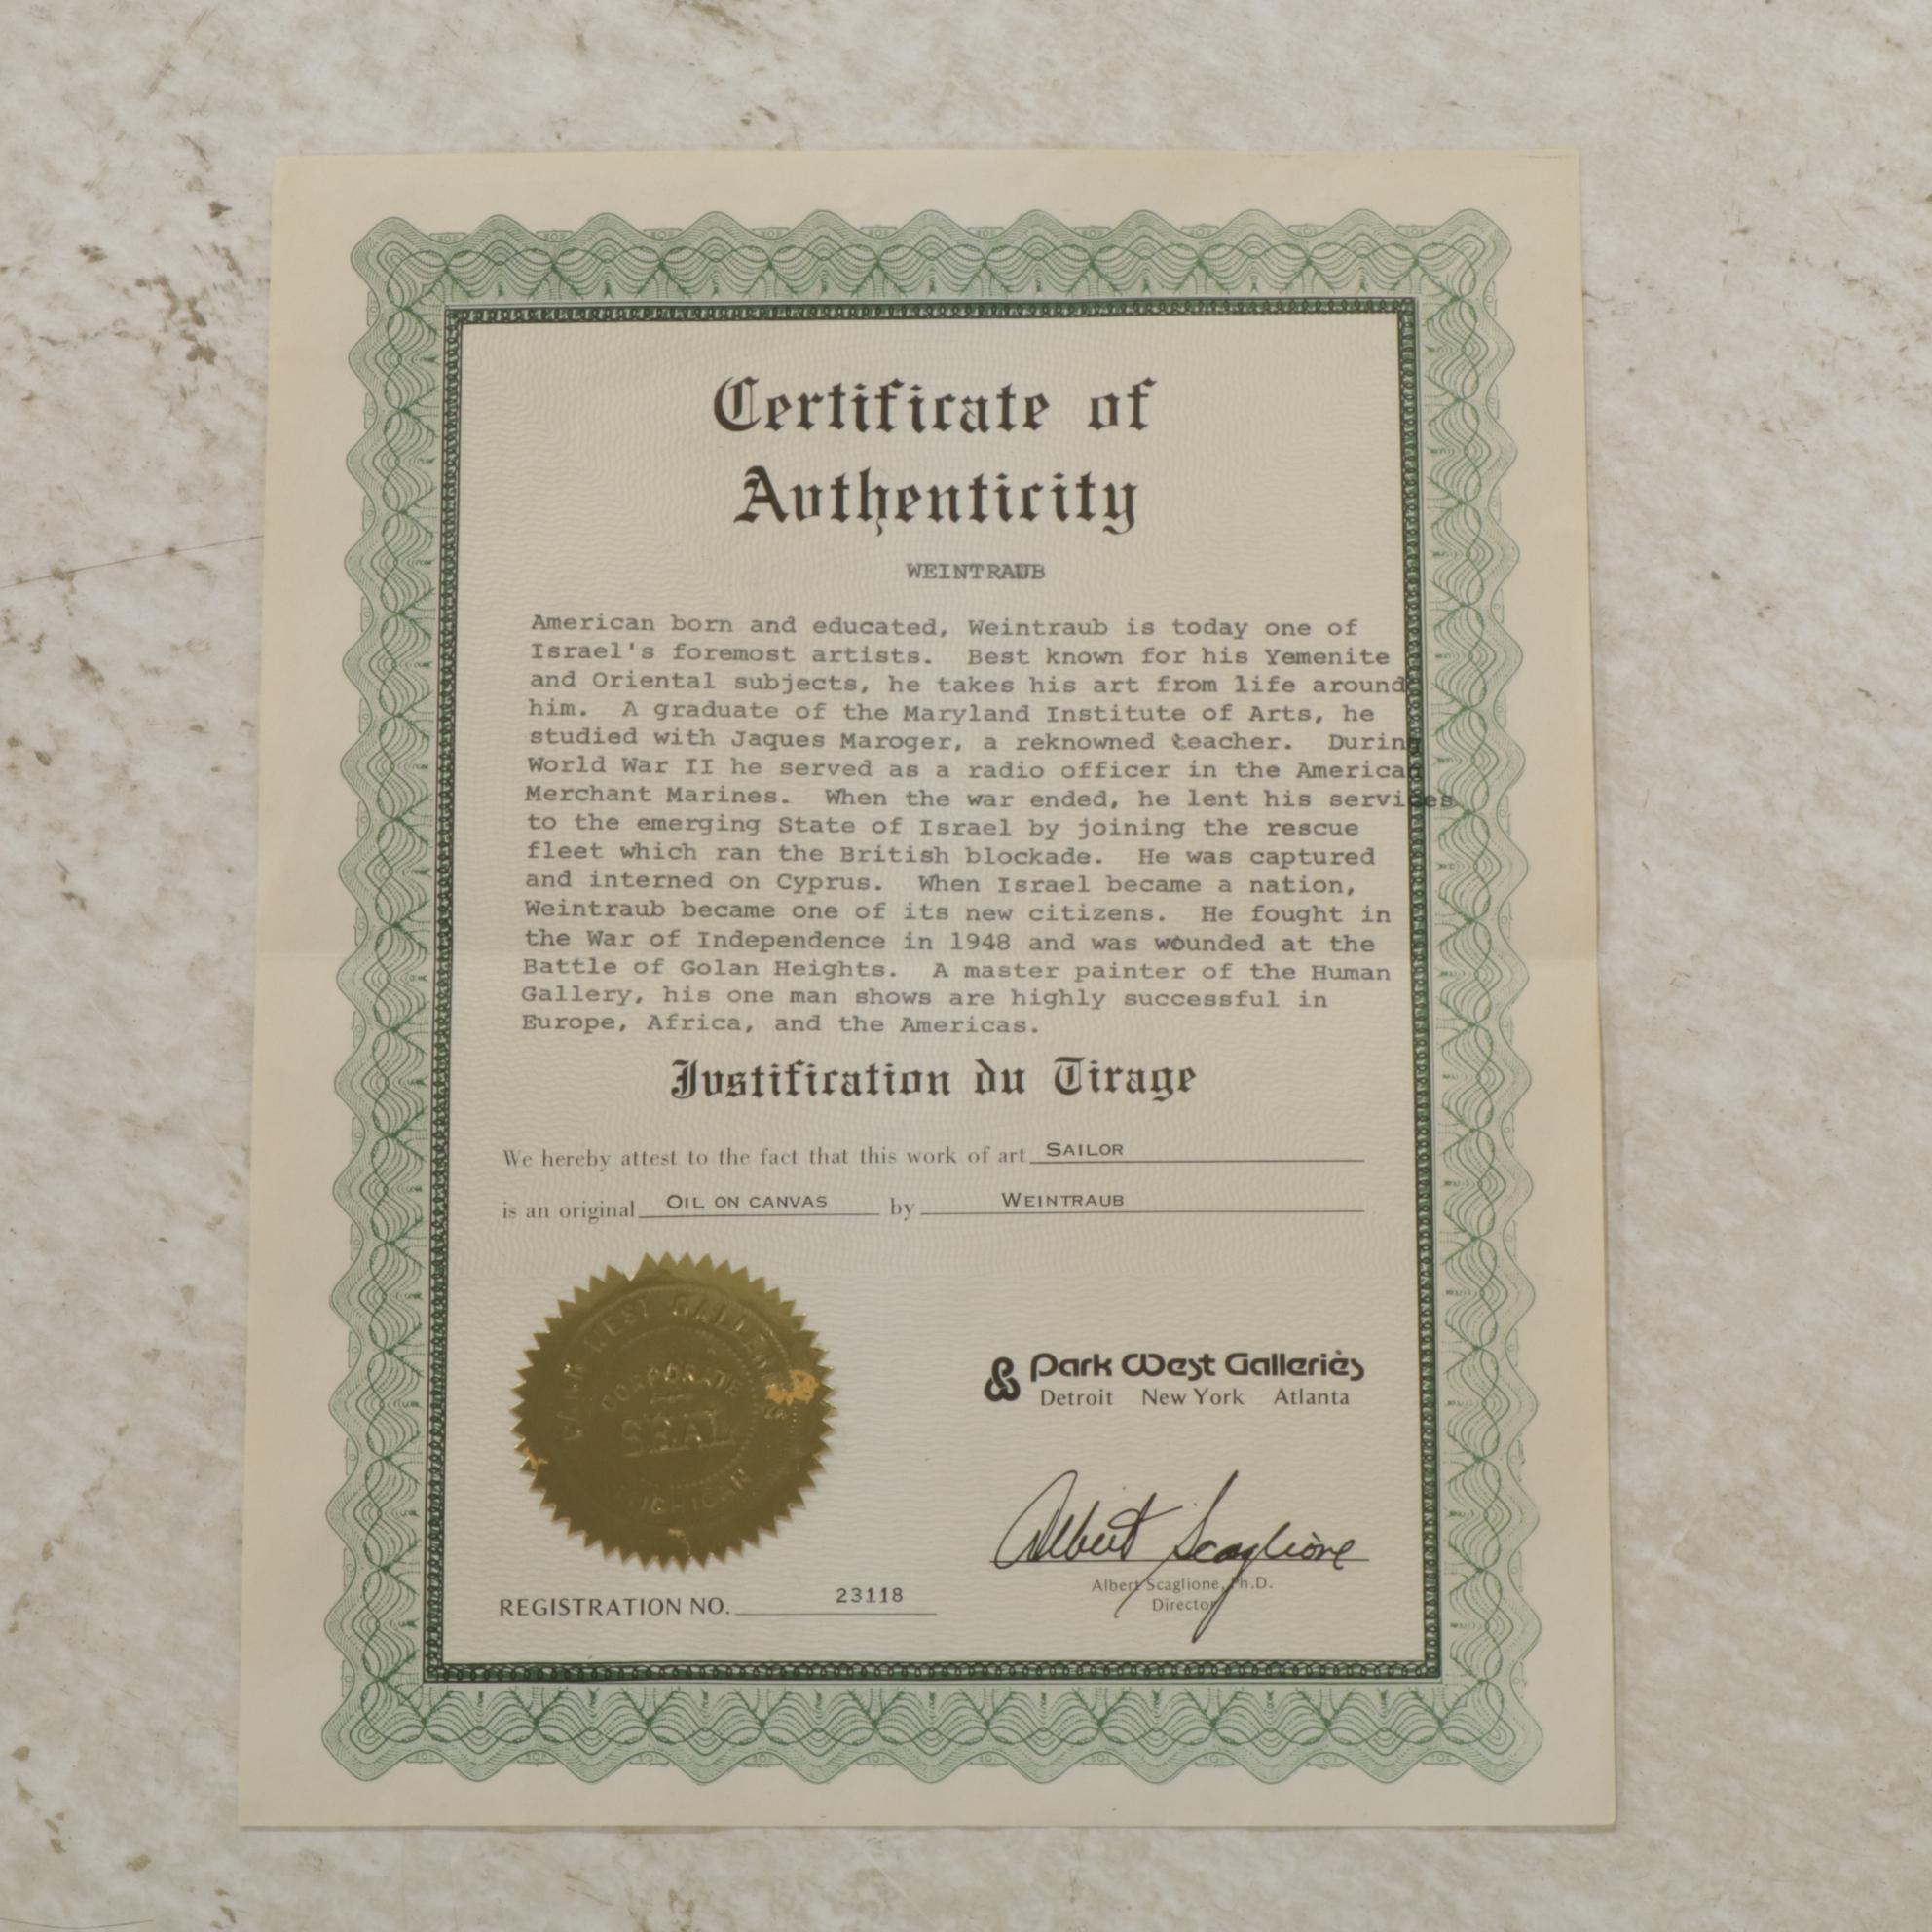 Certificate of
Authenticity
WEINTRAUB
American born and educated, Weintraub is today one of
Israel's foremost artists. Best known for his Yemenite
and Oriental subjects, he takes his art from life around
him. A graduate of the Maryland Institute of Arts, he
studied with Jaques Maroger, a reknowned teacher. During
World War II he served as a radio officer in the American
Merchant Marines. When the war ended, he lent his services
to the emerging State of Israel by joining the rescue
fleet which ran the British blockade. He was captured
and interned on Cyprus. When Israel became a nation,
Weintraub became one of its new citizens. He fought in
the War of Independence in 1948 and was wounded at the
Battle of Golan Heights. A master painter of the Human
Gallery, his one man shows are highly successful in
Europe, Africa, and the Americas.
Justification du Tirage
We hereby attest to the fact that this work of art SAILOR
is an original OIL ON CANVAS by WEINTRAUB
PARK WEST GALLERIES
CORPORATE
SEAL
MICHIGAN
Park West Galleries
Detroit New York Atlanta
Albert Scaglione
Albert Scaglione, Ph.D.
Director
REGISTRATION NO. 23118